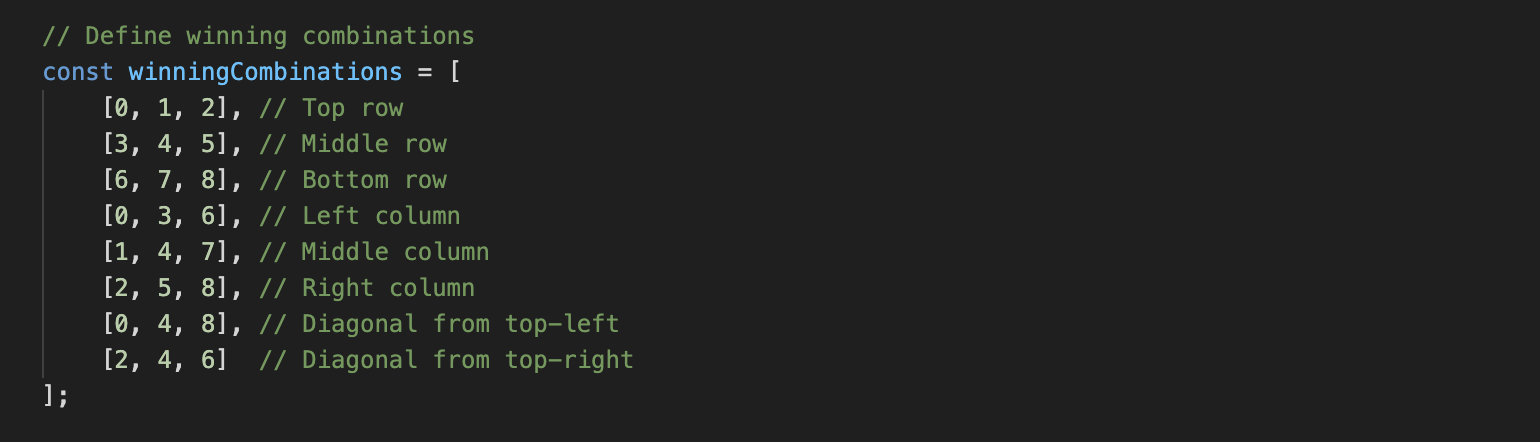 // Define winning combinations
const winningCombinations = [
    [0, 1, 2], // Top row
    [3, 4, 5], // Middle row
    [6, 7, 8], // Bottom row
    [0, 3, 6], // Left column
    [1, 4, 7], // Middle column
    [2, 5, 8], // Right column
    [0, 4, 8], // Diagonal from top-left
    [2, 4, 6]  // Diagonal from top-right
];